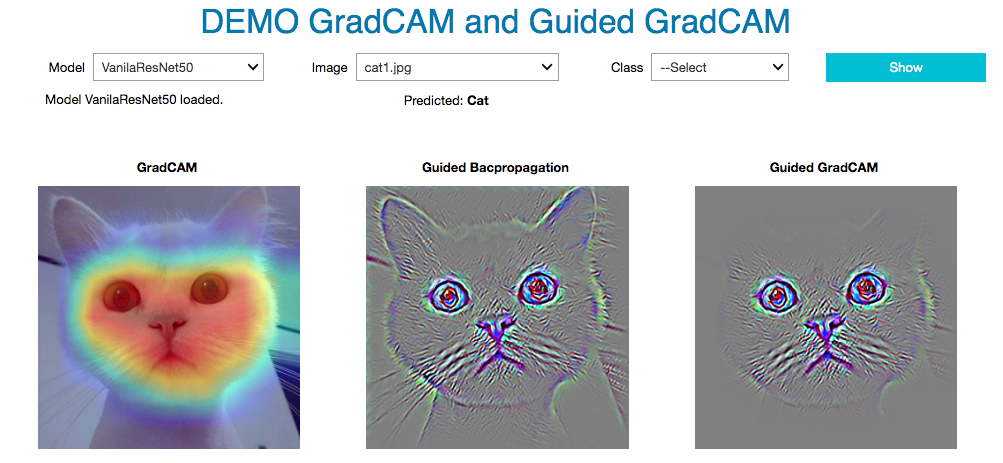 DEMO GradCAM and Guided GradCAM
Model VanilaResNet50 Image cat1.jpg Class --Select Show
Model VanilaResNet50 loaded. Predicted: Cat
GradCAM Guided Bacpropagation Guided GradCAM